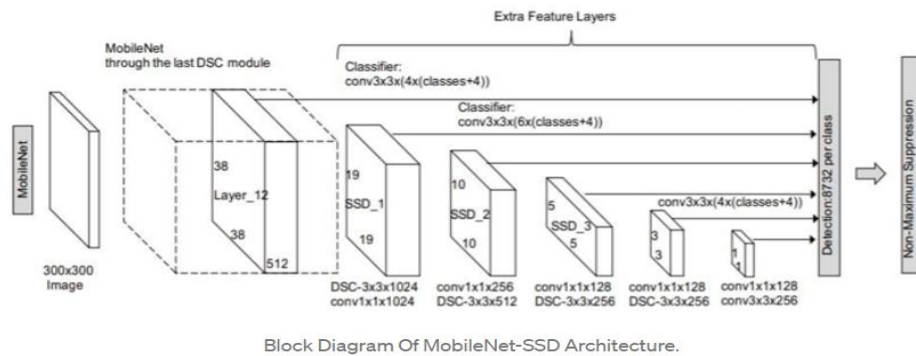 Extra Feature Layers
MobileNet
through the last DSC module
Classifier:
conv3x3x(4x(classes+4))
Classifier:
conv3x3x(6x(classes+4))
MobileNet
38
Layer_12
38
512
19
SSD_1
19
10
SSD_2
10
5
SSD_3
5
conv3x3x(4x(classes+4))
3
3
1
1
Detection:8732 per class
Non-Maximum Suppression
300x300
Image
DSC-3x3x1024
conv1x1x1024
conv1x1x256
DSC-3x3x512
conv1x1x128
DSC-3x3x256
conv1x1x128
DSC-3x3x256
conv1x1x128
conv3x3x256
Block Diagram Of MobileNet-SSD Architecture.